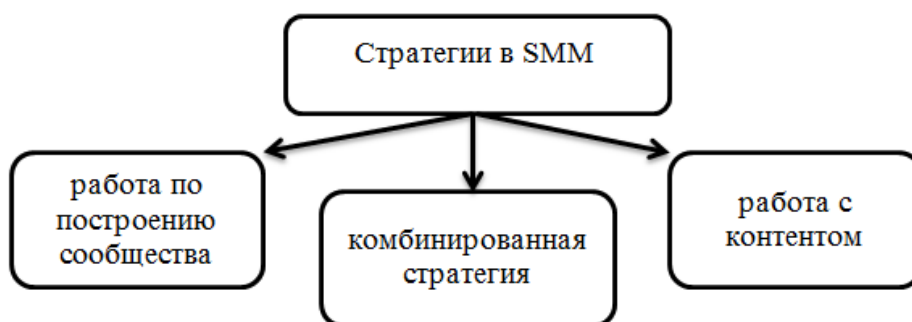 Стратегии в SMM
работа по
построению
сообщества
комбинированная
стратегия
работа с
контентом